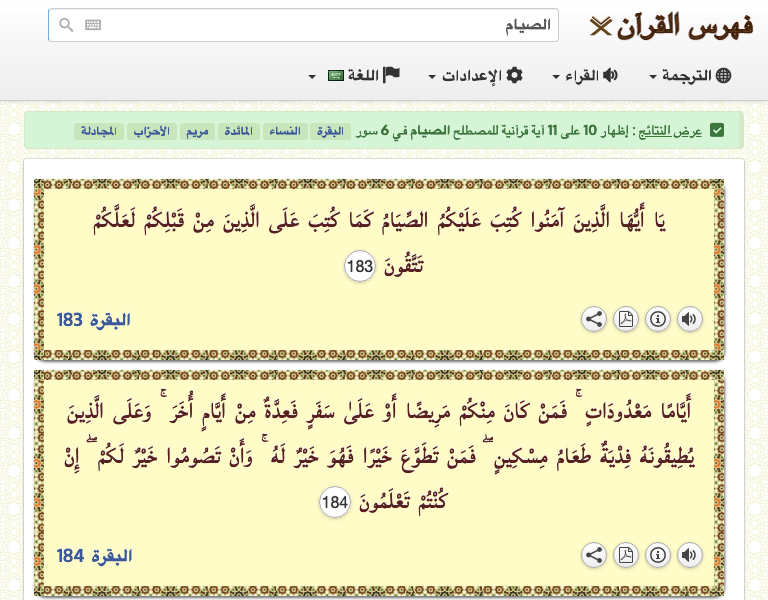 فهرس القرآن
الصيام
الترجمة القراء الإعدادات اللغة
عرض النتائج : إظهار 10 على 11 آية قرآنية للمصطلح الصيام في 6 سور البقرة النساء المائدة مريم الأحزاب المجادلة
يَا أَيُّهَا الَّذِينَ آمَنُوا كُتِبَ عَلَيْكُمُ الصِّيَامُ كَمَا كُتِبَ عَلَى الَّذِينَ مِنْ قَبْلِكُمْ لَعَلَّكُمْ
تَتَّقُونَ 183
البقرة 183
أَيَّامًا مَعْدُودَاتٍ ۚ فَمَنْ كَانَ مِنْكُمْ مَرِيضًا أَوْ عَلَىٰ سَفَرٍ فَعِدَّةٌ مِنْ أَيَّامٍ أُخَرَ ۚ وَعَلَى الَّذِينَ
يُطِيقُونَهُ فِدْيَةٌ طَعَامُ مِسْكِينٍ ۖ فَمَنْ تَطَوَّعَ خَيْرًا فَهُوَ خَيْرٌ لَهُ ۚ وَأَنْ تَصُومُوا خَيْرٌ لَكُمْ ۖ إِنْ
كُنْتُمْ تَعْلَمُونَ 184
البقرة 184